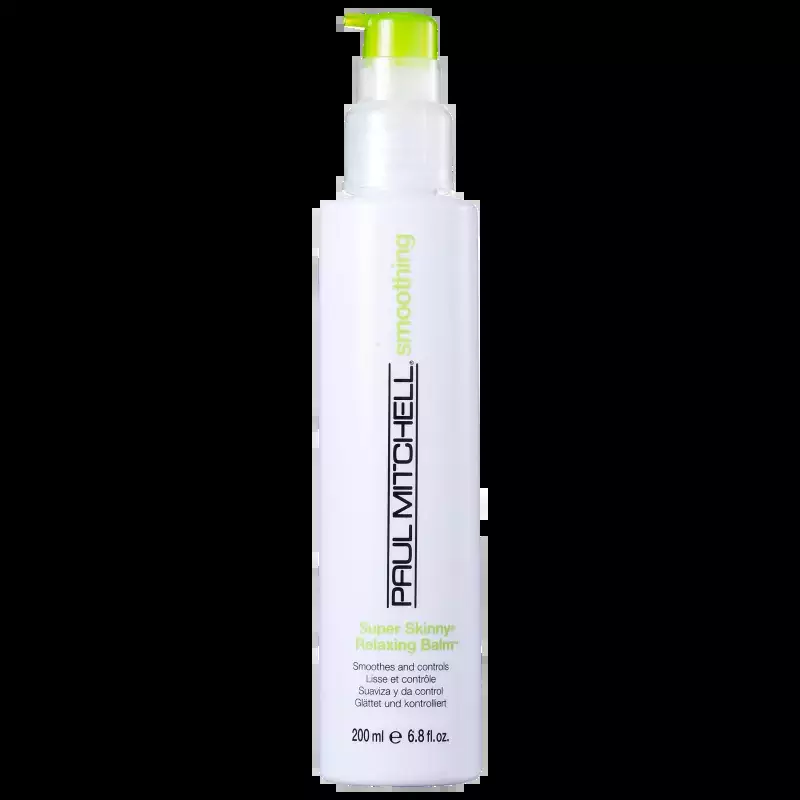 smoothing
PAUL MITCHELL®
Super Skinny®
Relaxing Balm™
Smoothes and controls
Lisse et contrôle
Suaviza y da control
Glättet und kontrolliert
200 ml ℮ 6.8 fl. oz.